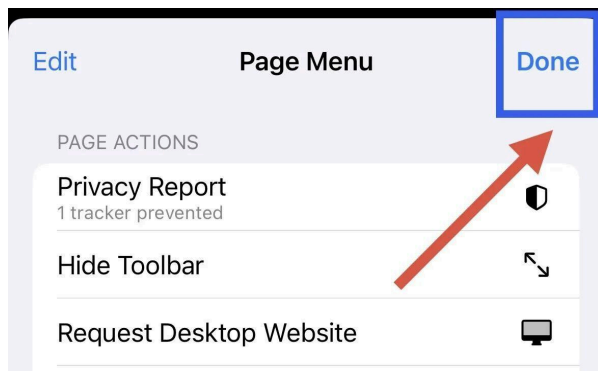 Edit Page Menu Done
PAGE ACTIONS
Privacy Report
1 tracker prevented
Hide Toolbar
Request Desktop Website